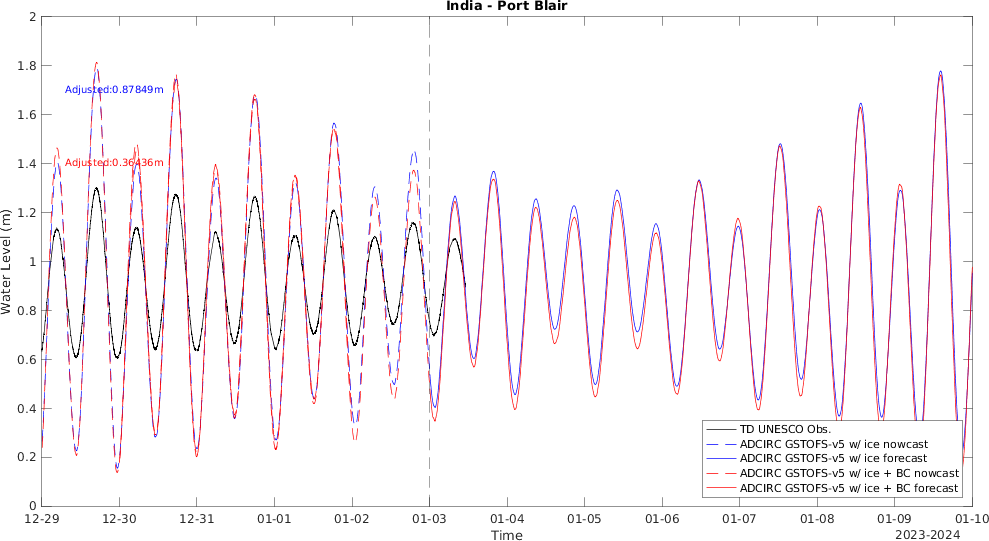 India - Port Blair
2
1.8
1.6
1.4
1.2
1
0.8
0.6
0.4
0.2
0
Water Level (m)
Adjusted:0.87849m
Adjusted:0.36436m
TD UNESCO Obs.
ADCIRC GSTOFS-v5 w/ ice nowcast
ADCIRC GSTOFS-v5 w/ ice forecast
ADCIRC GSTOFS-v5 w/ ice + BC nowcast
ADCIRC GSTOFS-v5 w/ ice + BC forecast
12-29 12-30 12-31 01-01 01-02 01-03 01-04 01-05 01-06 01-07 01-08 01-09 01-10
Time
2023-2024